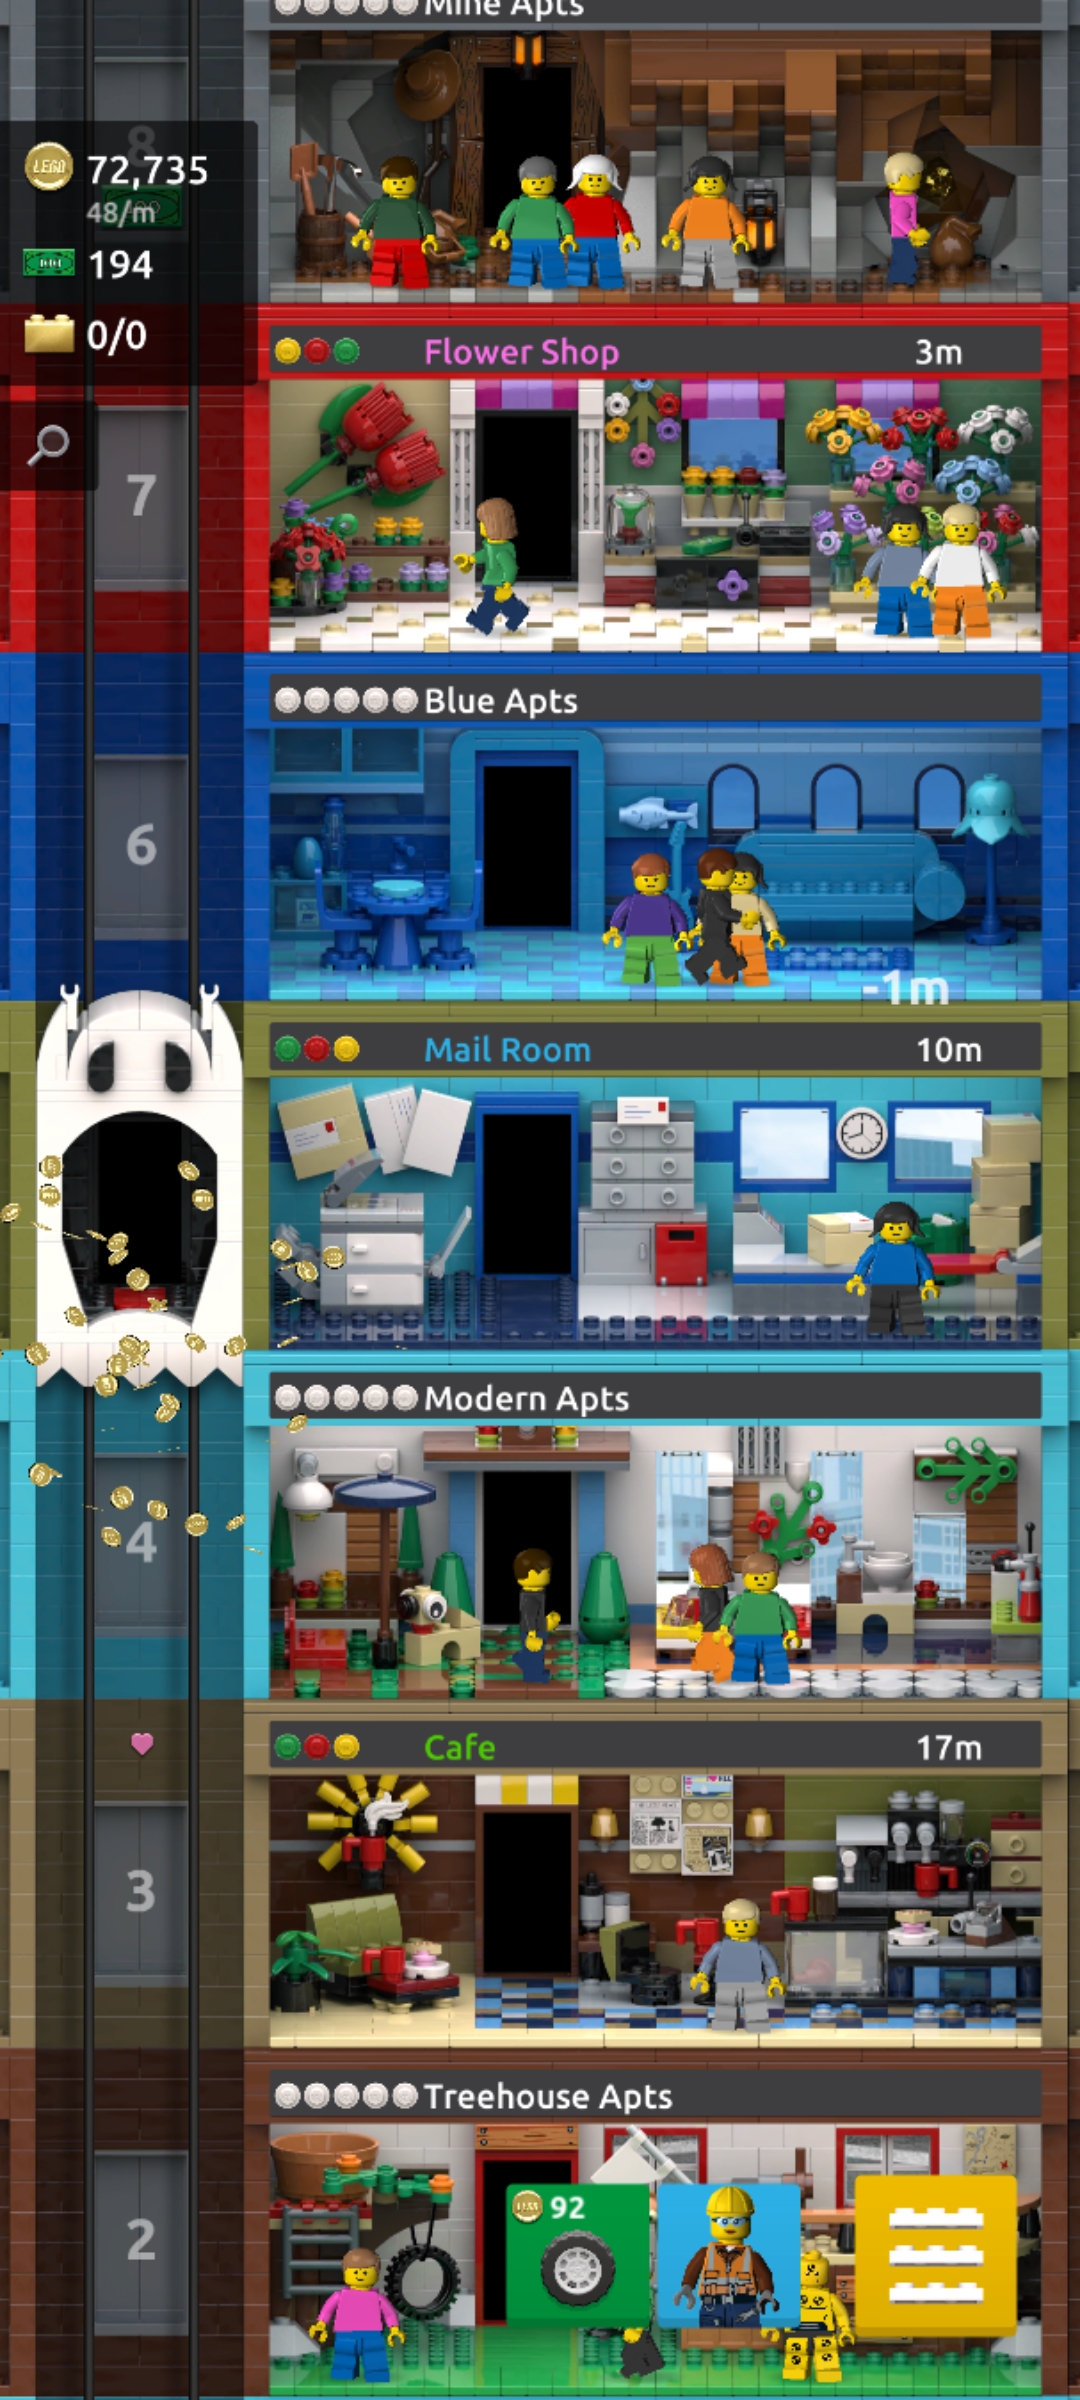 Mine Apts
8
LEGO 72,735
48/m
194
0/0
Flower Shop 3m
7
Blue Apts
6
-1m
Mail Room 10m
Modern Apts
4
Cafe 17m
3
Treehouse Apts
92
2